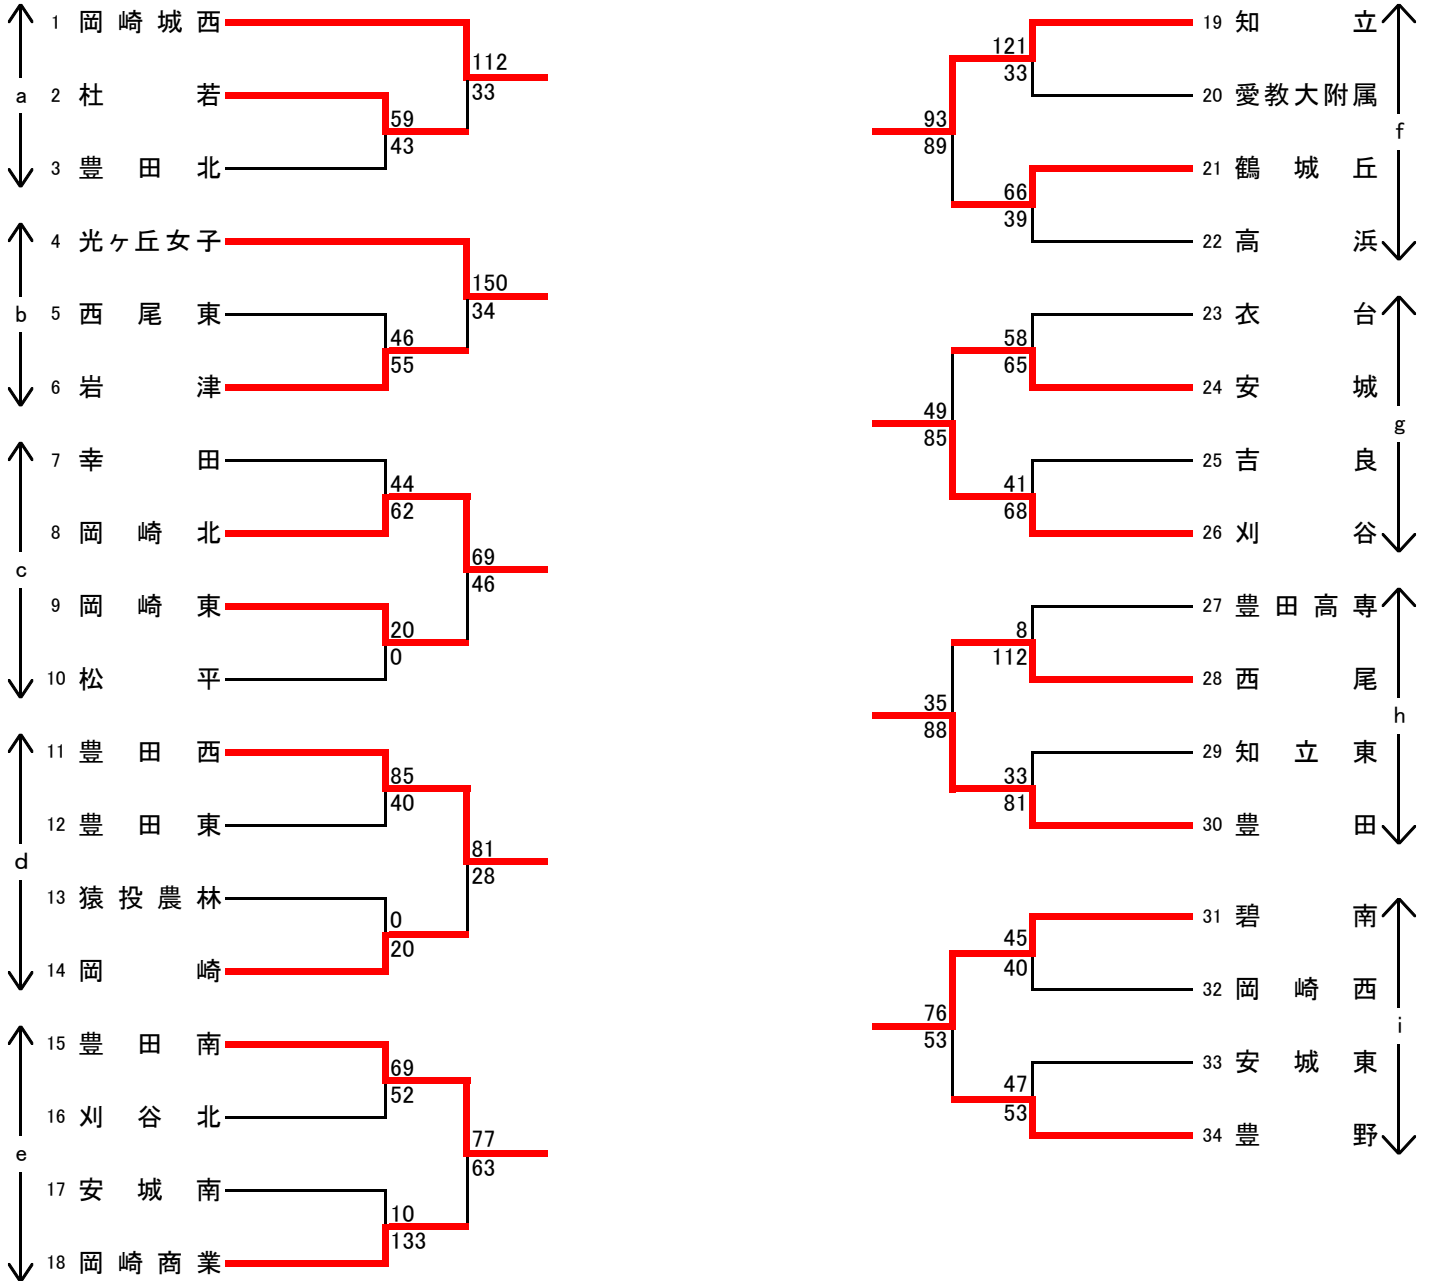 1 岡崎城西
112
33
a
2 杜若
59
43
3 豊田北
4 光ヶ丘女子
150
34
b
5 西尾東
46
55
6 岩津
7 幸田
44
62
8 岡崎北
69
46
c
9 岡崎東
20
0
10 松平
11 豊田西
85
40
12 豊田東
81
28
d
13 猿投農林
0
20
14 岡崎
15 豊田南
69
52
16 刈谷北
77
63
e
17 安城南
10
133
18 岡崎商業
19 知立
121
33
20 愛教大附属
93
89
f
21 鶴城丘
66
39
22 高浜
23 衣台
58
65
24 安城
49
85
g
25 吉良
41
68
26 刈谷
27 豊田高専
8
112
28 西尾
35
88
h
29 知立東
33
81
30 豊田
31 碧南
45
40
32 岡崎西
76
53
i
33 安城東
47
53
34 豊野